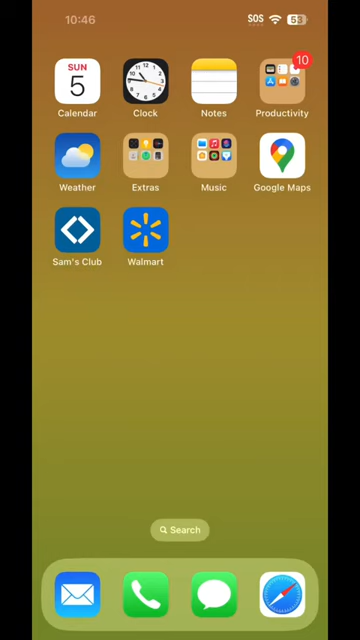 10:46 SOS 53
10
SUN
5
Calendar Clock Notes Productivity
Weather Extras Music Google Maps
Sam's Club Walmart
Search